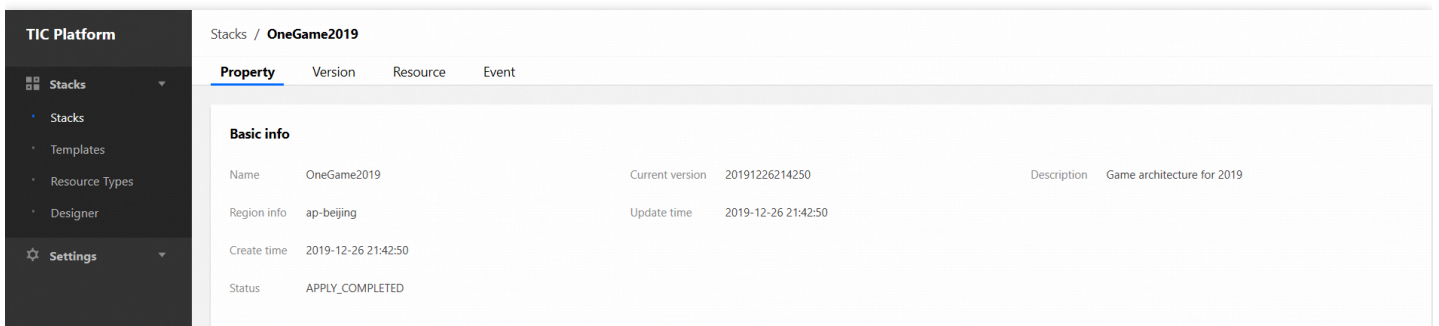 TIC Platform
Stacks / OneGame2019
Property Version Resource Event
Stacks
Stacks
Templates
Resource Types
Designer
Settings
Basic info
Name OneGame2019 Current version 20191226214250 Description Game architecture for 2019
Region info ap-beijing Update time 2019-12-26 21:42:50
Create time 2019-12-26 21:42:50
Status APPLY_COMPLETED